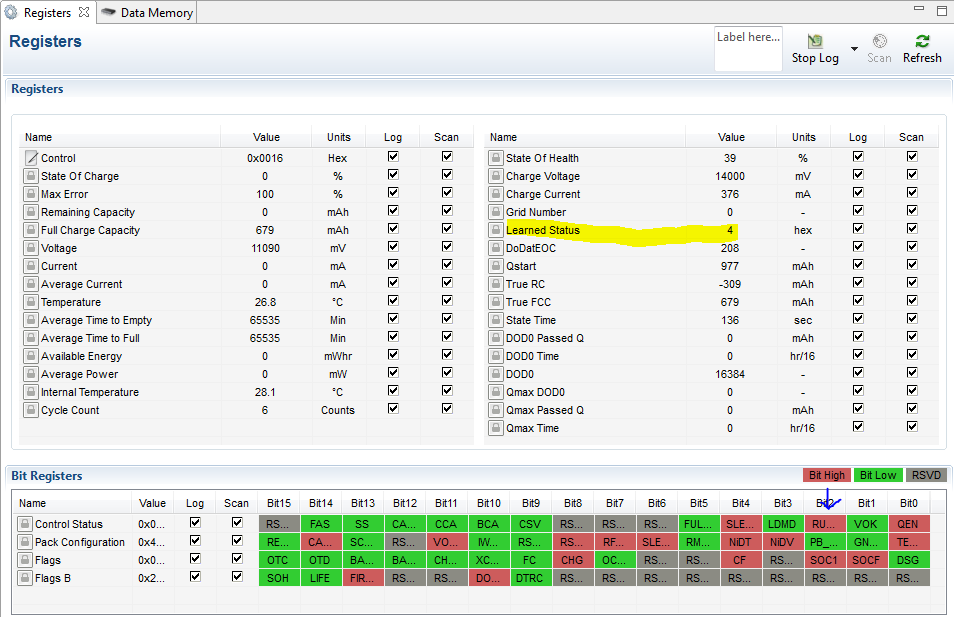 Registers Data Memory
Registers
Label here...
Stop Log Scan Refresh
Registers
Name Value Units Log Scan
Control 0x0016 Hex
State Of Charge 0 %
Max Error 100 %
Remaining Capacity 0 mAh
Full Charge Capacity 679 mAh
Voltage 11090 mV
Current 0 mA
Average Current 0 mA
Temperature 26.8 °C
Average Time to Empty 65535 Min
Average Time to Full 65535 Min
Available Energy 0 mWhr
Average Power 0 mW
Internal Temperature 28.1 °C
Cycle Count 6 Counts
Name Value Units Log Scan
State Of Health 39 %
Charge Voltage 14000 mV
Charge Current 376 mA
Grid Number 0 -
Learned Status 4 hex
DoDatEOC 208 -
Qstart 977 mAh
True RC -309 mAh
True FCC 679 mAh
State Time 136 sec
DOD0 Passed Q 0 mAh
DOD0 Time 0 hr/16
DOD0 16384 -
Qmax DOD0 0 -
Qmax Passed Q 0 mAh
Qmax Time 0 hr/16
Bit Registers Bit High Bit Low RSVD
Name Value Log Scan Bit15 Bit14 Bit13 Bit12 Bit11 Bit10 Bit9 Bit8 Bit7 Bit6 Bit5 Bit4 Bit3 Bit2 Bit1 Bit0
Control Status 0x0... RS... FAS SS CA... CCA BCA CSV RS... RS... RS... FUL... SLE... LDMD RU... VOK QEN
Pack Configuration 0x4... RE... CA... SC... RS... VO... IW... RS... RS... RF... SLE... RM... NiDT NiDV PB_... GN... TE...
Flags 0x0... OTC OTD BA... BA... CH... XC... FC CHG OC... RS... RS... CF RS... SOC1 SOCF DSG
Flags B 0x2... SOH LIFE FIR... RS... RS... DO... DTRC RS... RS... RS... RS... RS... RS... RS... RS... RS...